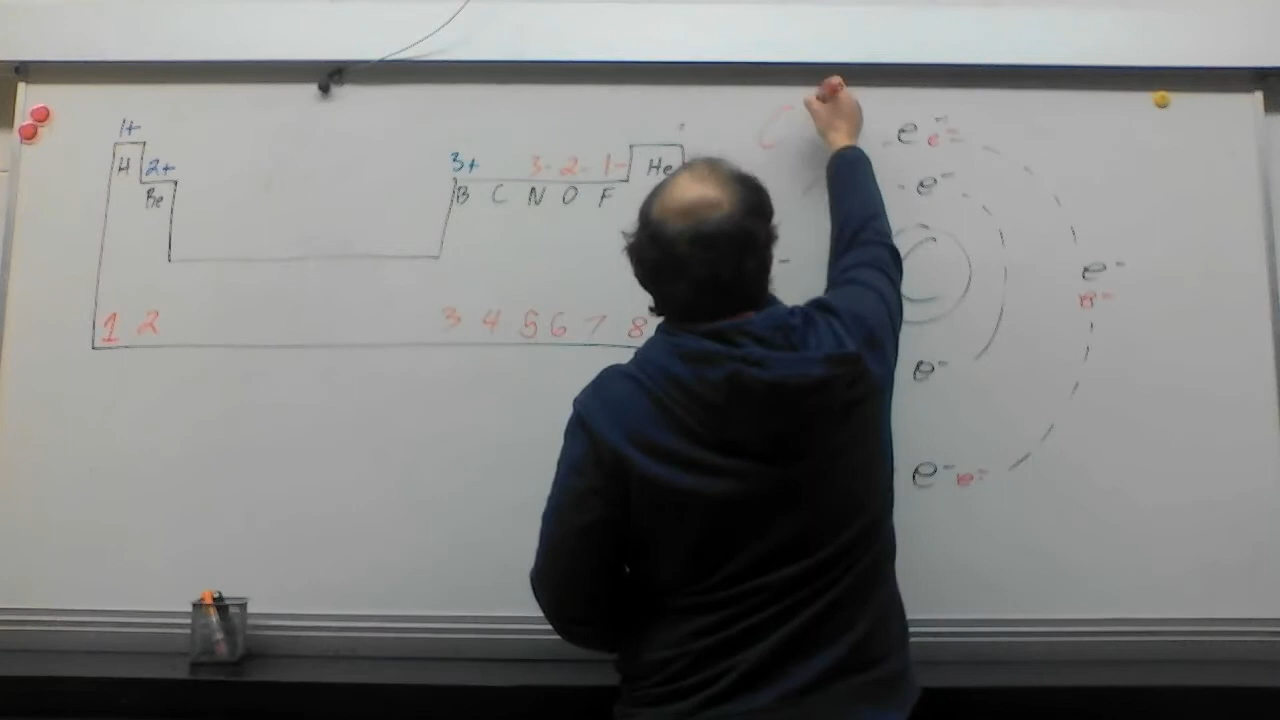 1+
H 2+ 3+ 3- 2- 1- He
Be B C N O F
1 2 3 4 5 6 7 8
C
e- e-
e-
e-
e-
e-
e- e-